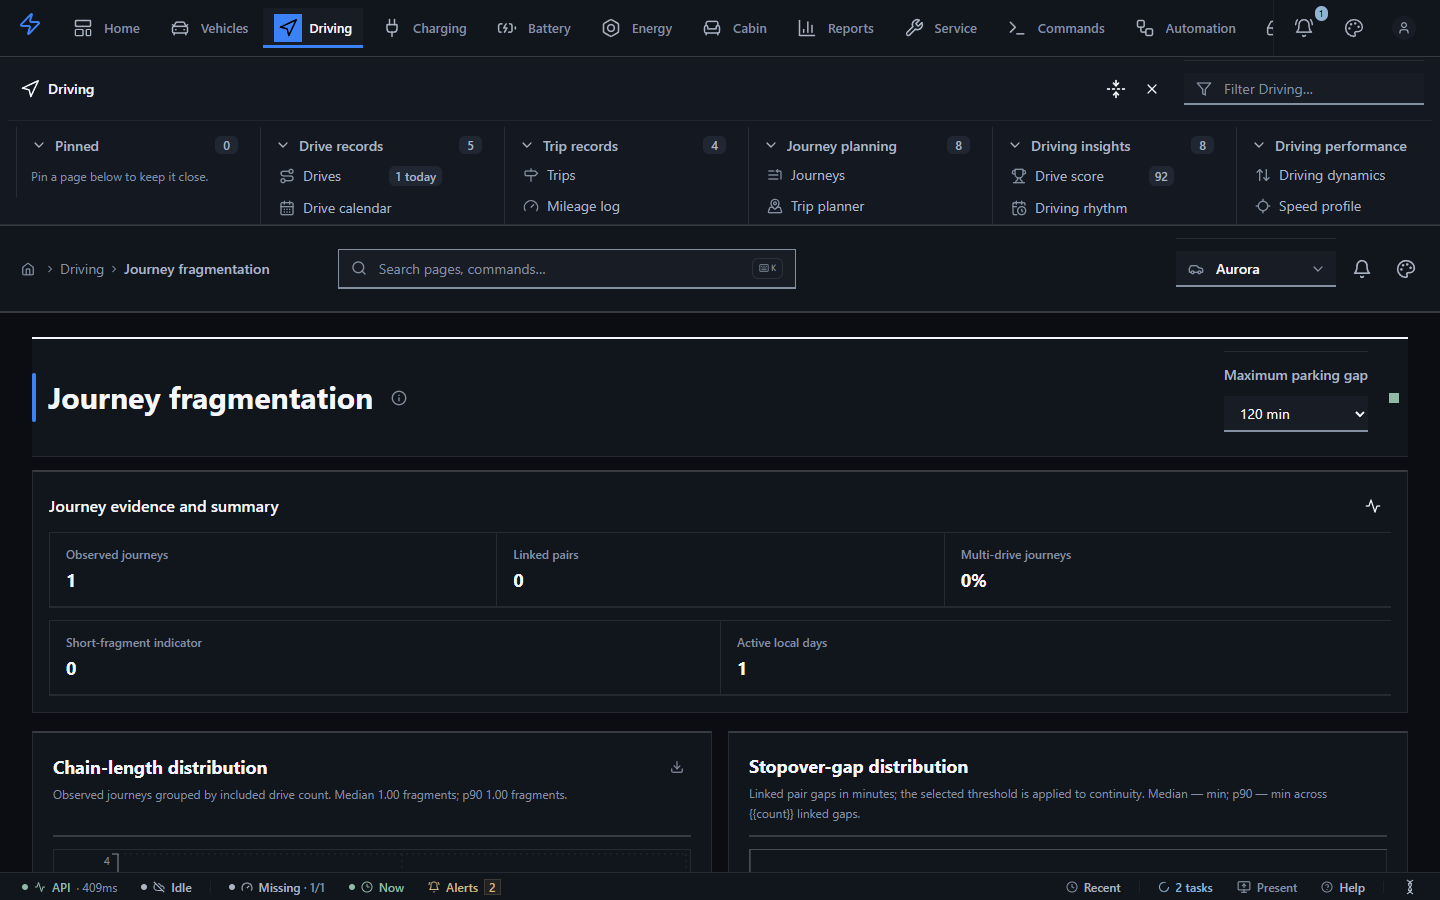 Home
Vehicles
Driving
Charging
Battery
Energy
Cabin
Reports
Service
Commands
Automation
1
Driving
Filter Driving...
Pinned 0
Pin a page below to keep it close.
Drive records 5
Drives 1 today
Drive calendar
Trip records 4
Trips
Mileage log
Journey planning 8
Journeys
Trip planner
Driving insights 8
Drive score 92
Driving rhythm
Driving performance
Driving dynamics
Speed profile
Driving
Journey fragmentation
Search pages, commands...
K
Aurora
Journey fragmentation
Maximum parking gap
120 min
Journey evidence and summary
Observed journeys
1
Linked pairs
0
Multi-drive journeys
0%
Short-fragment indicator
0
Active local days
1
Chain-length distribution
Observed journeys grouped by included drive count. Median 1.00 fragments; p90 1.00 fragments.
4
Stopover-gap distribution
Linked pair gaps in minutes; the selected threshold is applied to continuity. Median — min; p90 — min across
{{count}} linked gaps.
API · 409ms
Idle
Missing · 1/1
Now
Alerts 2
Recent
2 tasks
Present
Help